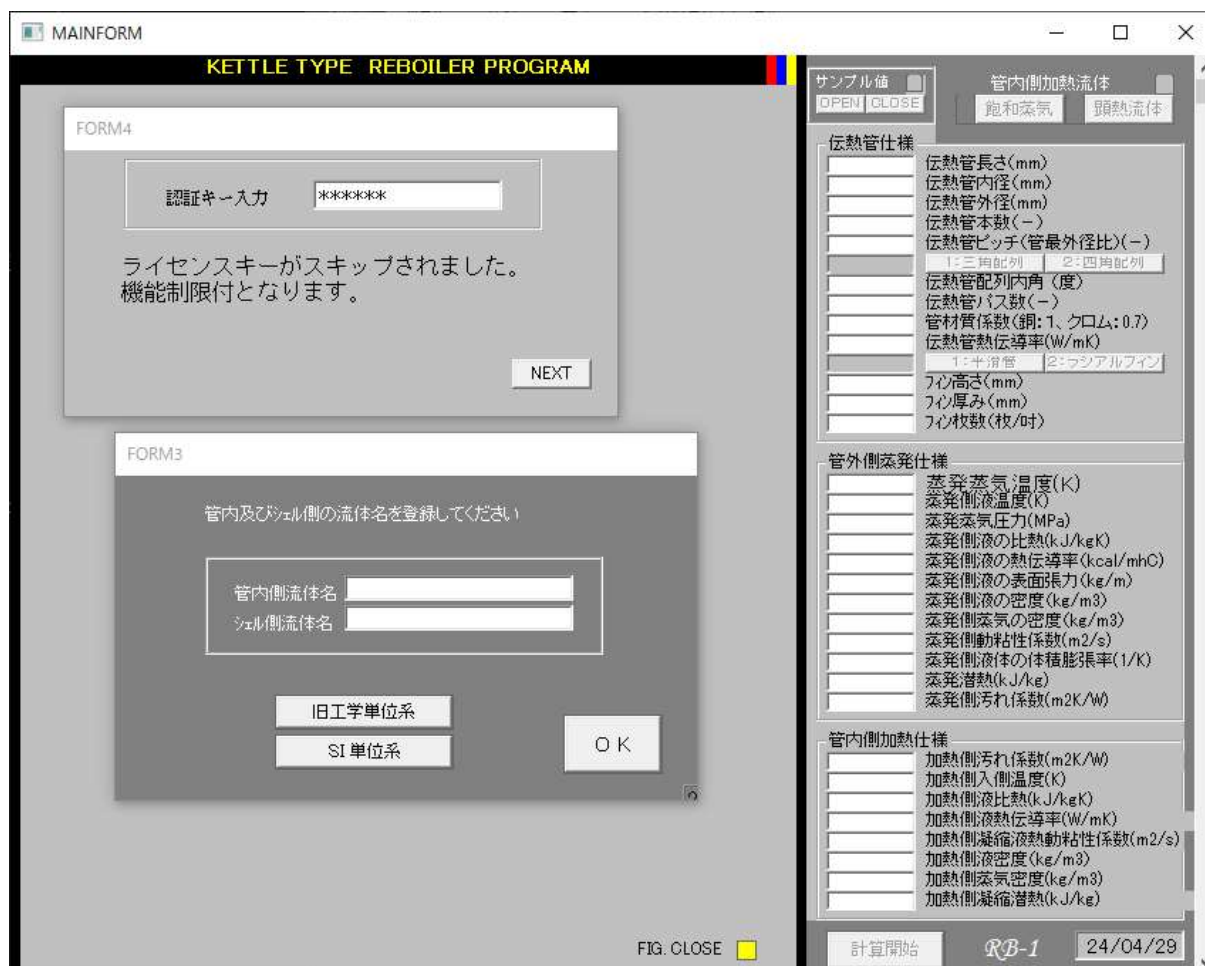 MAINFORM
KETTLE TYPE REBOILER PROGRAM
FORM4
認証キー入力
******
ライセンスキーがスキップされました。
機能制限付となります。
NEXT
FORM3
管内及びｼｪﾙ側の流体名を登録してください
管内側流体名
ｼｪﾙ側流体名
旧工学単位系
SI 単位系
ＯＫ
FIG. CLOSE
サンプル値
OPEN CLOSE
管内側加熱流体
飽和蒸気 顕熱流体
伝熱管仕様
伝熱管長さ(mm)
伝熱管内径(mm)
伝熱管外径(mm)
伝熱管本数(－)
伝熱管ピッチ(管最外径比)(－)
1:三角配列 2:四角配列
伝熱管配列内角（度）
伝熱管パス数(－)
管材質係数(銅:１、クロム:0.7)
伝熱管熱伝導率(W/mK)
1:平滑管 2:ラジアルフィン
ﾌｨﾝ高さ(mm)
ﾌｨﾝ厚み(mm)
ﾌｨﾝ枚数(枚/吋)
管外側蒸発仕様
蒸発蒸気温度(K)
蒸発側液温度(K)
蒸発蒸気圧力(MPa)
蒸発側液の比熱(kJ/kgK)
蒸発側液の熱伝導率(kcal/mhC)
蒸発側液の表面張力(kg/m)
蒸発側液の密度(kg/m3)
蒸発側蒸気の密度(kg/m3)
蒸発側動粘性係数(m2/s)
蒸発側液体の体積膨張率(1/K)
蒸発潜熱(kJ/kg)
蒸発側汚れ係数(m2K/W)
管内側加熱仕様
加熱側汚れ係数(m2K/W)
加熱側入側温度(K)
加熱側液比熱(kJ/kgK)
加熱側液熱伝導率(W/mK)
加熱側凝縮液熱動粘性係数(m2/s)
加熱側液密度(kg/m3)
加熱側蒸気密度(kg/m3)
加熱側凝縮潜熱(kJ/kg)
計算開始
RB-1
24/04/29